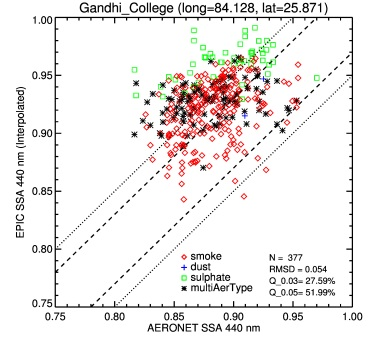 Gandhi_College (long=84.128, lat=25.871)
1.00
0.95
0.90
0.85
0.80
0.75
EPIC SSA 440 nm (Interpolated)
smoke
dust
sulphate
multiAerType
N = 377
RMSD = 0.054
Q_0.03= 27.59%
Q_0.05= 51.99%
0.75 0.80 0.85 0.90 0.95 1.00
AERONET SSA 440 nm